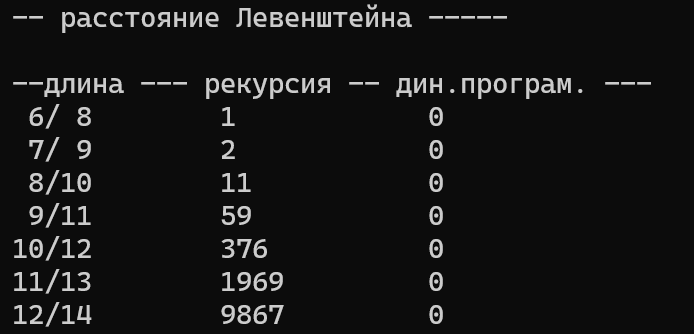 -- расстояние Левенштейна -----
--длина --- рекурсия -- дин.програм. ---
 6/ 8        1            0
 7/ 9        2            0
 8/10        11           0
 9/11        59           0
10/12        376          0
11/13        1969         0
12/14        9867         0